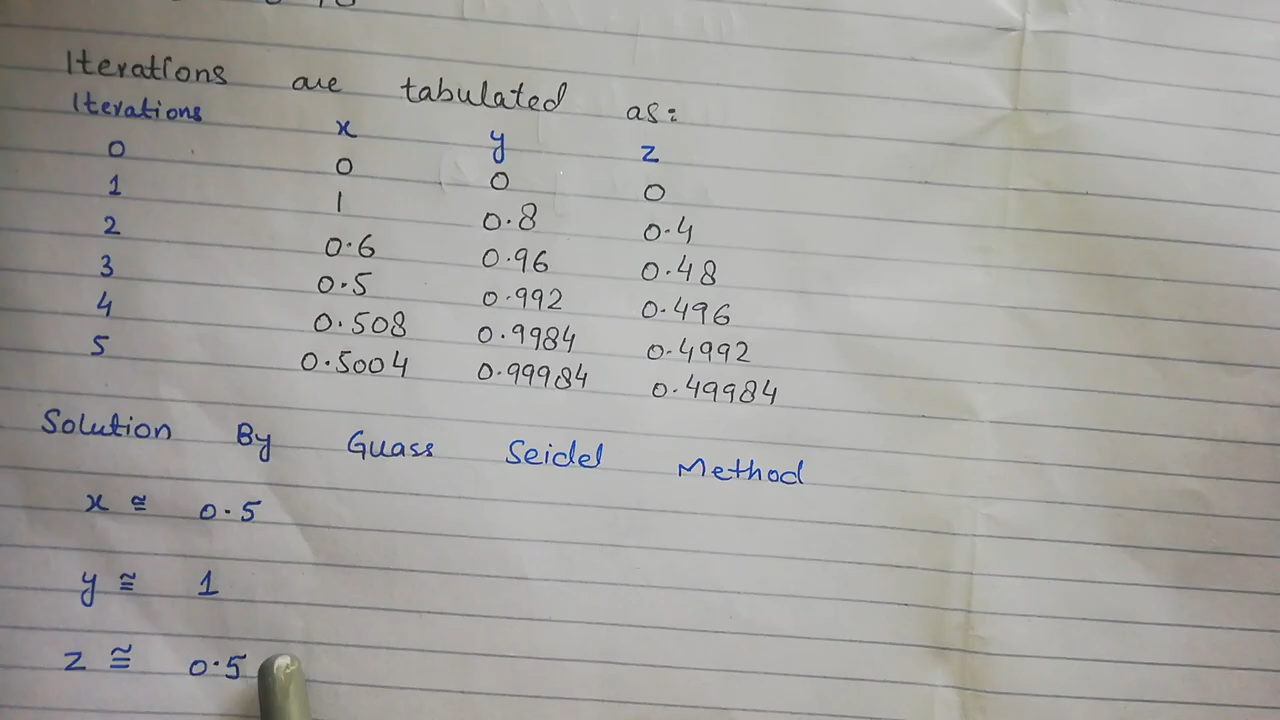 Iterations are tabulated as:
Iterations x y z
0 0 0 0
1 1 0.8 0.4
2 0.6 0.96 0.48
3 0.5 0.992 0.496
4 0.508 0.9984 0.4992
5 0.5004 0.99984 0.49984
Solution By Guass Seidel Method
x ≅ 0.5
y ≅ 1
z ≅ 0.5